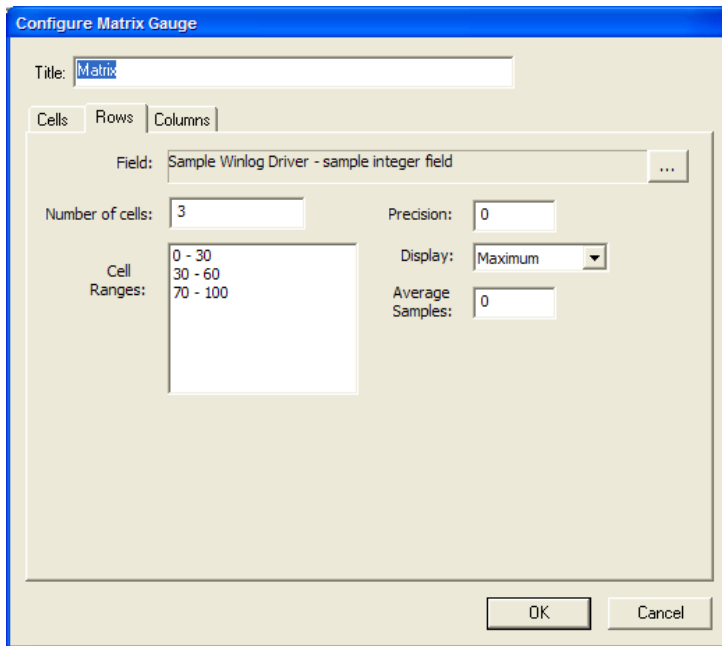 Configure Matrix Gauge
Title: Matrix
Cells Rows Columns
Field: Sample Winlog Driver - sample integer field ...
Number of cells: 3 Precision: 0
Cell Ranges:
0 - 30
30 - 60
70 - 100
Display: Maximum
Average
Samples: 0
OK Cancel